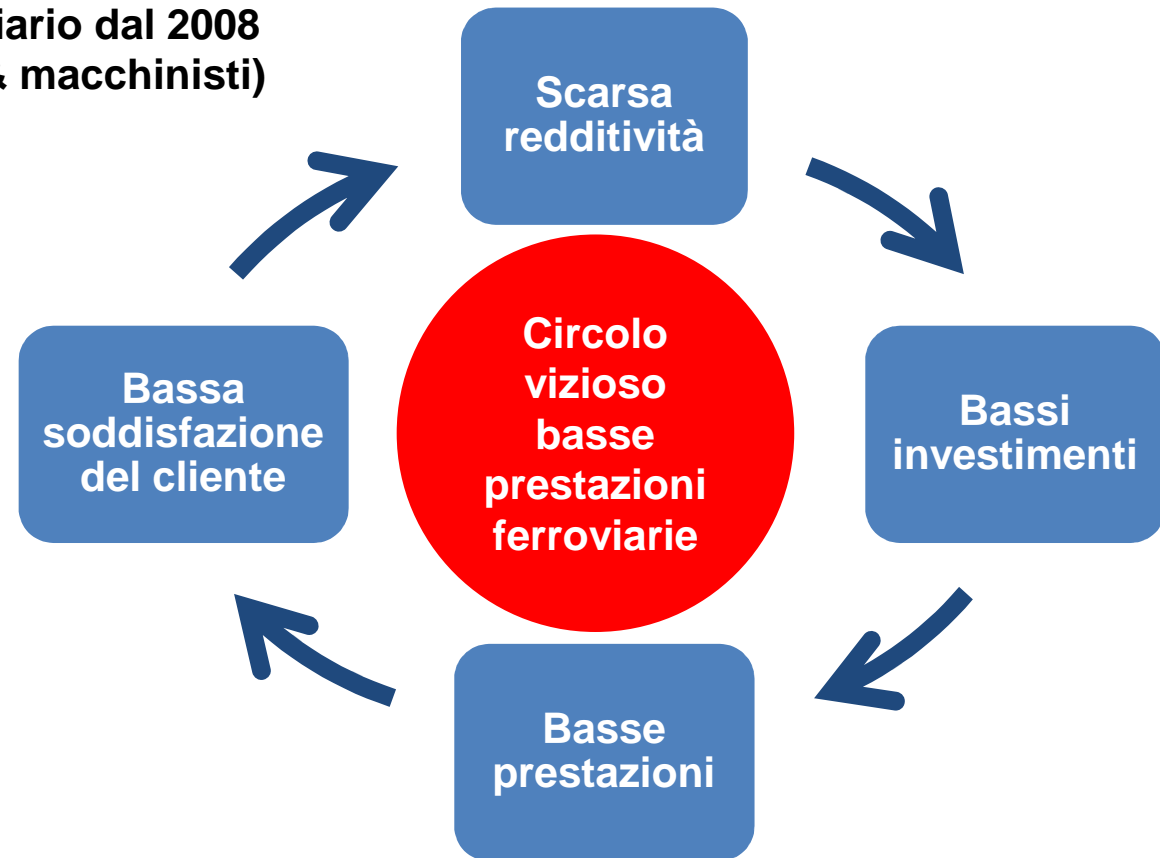 iario dal 2008
& macchinisti)
Scarsa
redditività
Circolo
vizioso
basse
prestazioni
ferroviarie
Bassa
soddisfazione
del cliente
Bassi
investimenti
Basse
prestazioni